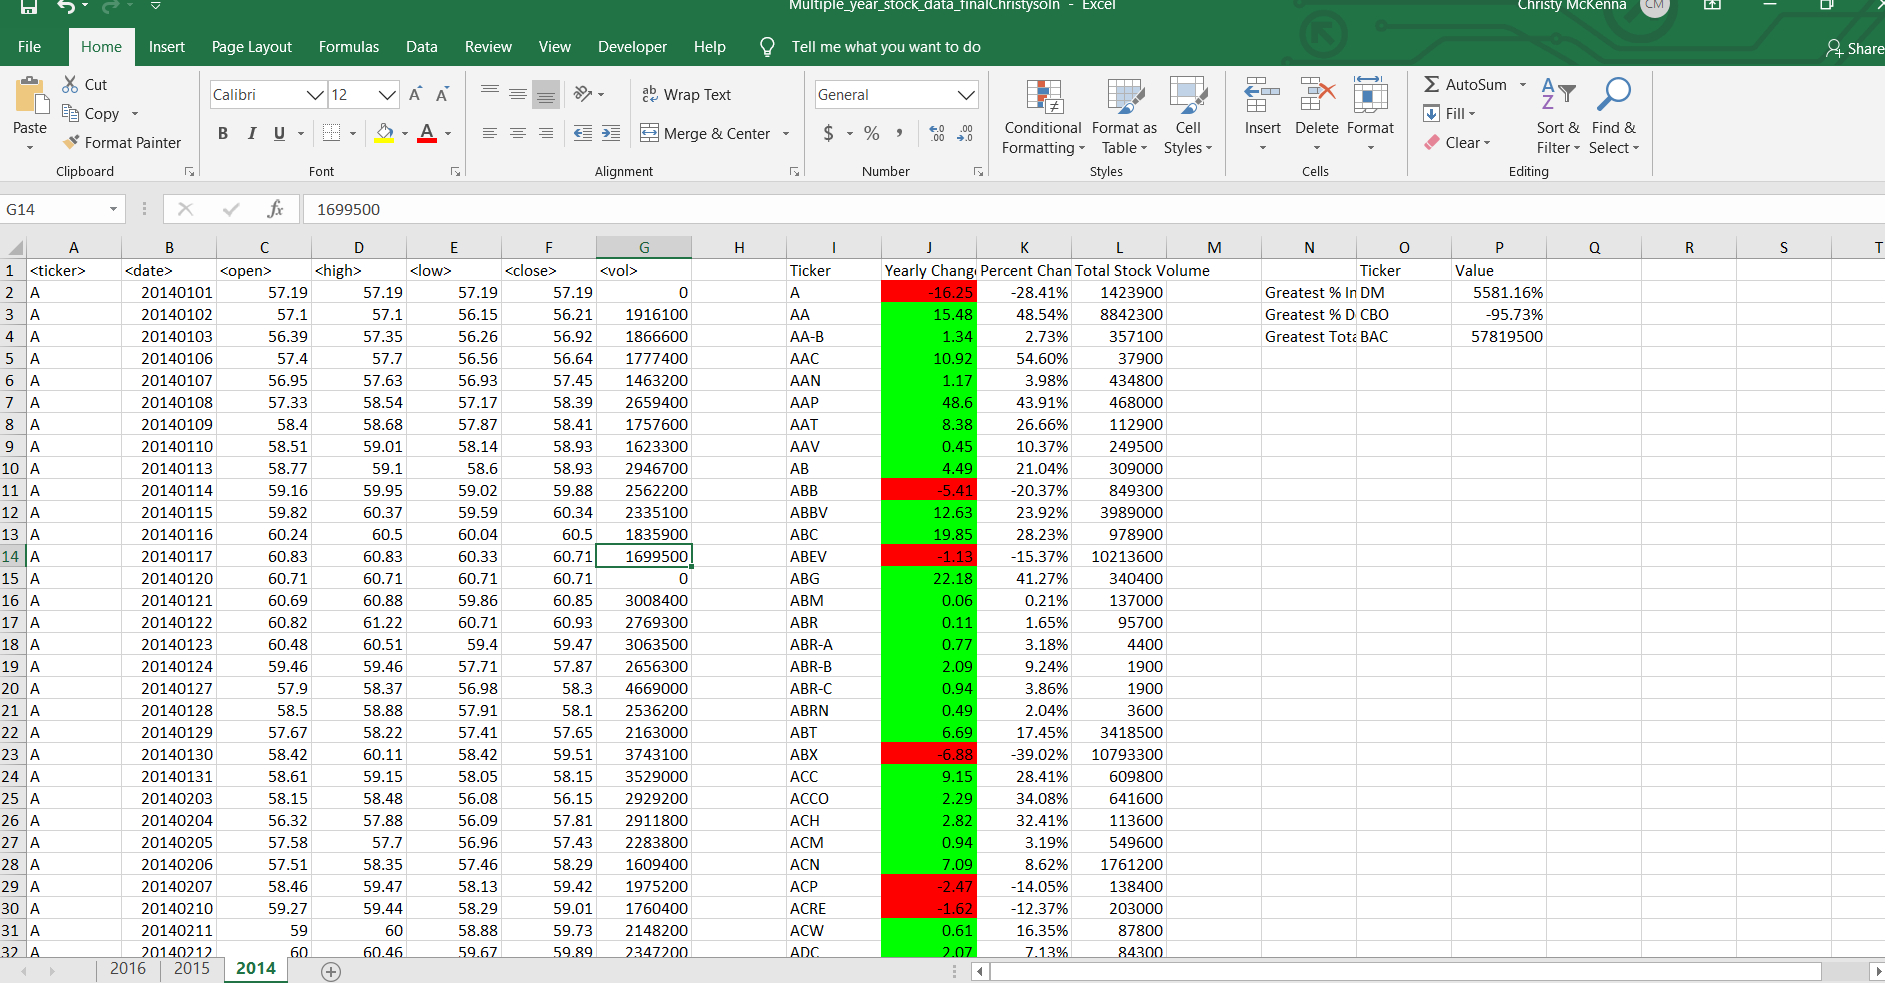 Multiple_year_stock_data_finalChristysoln - Excel Christy McKenna CM
File Home Insert Page Layout Formulas Data Review View Developer Help Tell me what you want to do Share
Paste Cut Copy Format Painter Clipboard
Calibri 12 A A B I U A Font
ab Wrap Text Merge & Center Alignment
General $ % , .00 .00 Number
Conditional Formatting Format as Table Cell Styles Styles
Insert Delete Format Cells
AutoSum Fill Clear Sort & Filter Find & Select Editing
G14 fx 1699500
A B C D E F G H I J K L M N O P Q R S T
1 <ticker> <date> <open> <high> <low> <close> <vol> Ticker Yearly Chang Percent Chan Total Stock Volume Ticker Value
2 A 20140101 57.19 57.19 57.19 57.19 0 A -16.25 -28.41% 1423900 Greatest % In DM 5581.16%
3 A 20140102 57.1 57.1 56.15 56.21 1916100 AA 15.48 48.54% 8842300 Greatest % D CBO -95.73%
4 A 20140103 56.39 57.35 56.26 56.92 1866600 AA-B 1.34 2.73% 357100 Greatest Tota BAC 57819500
5 A 20140106 57.4 57.7 56.56 56.64 1777400 AAC 10.92 54.60% 37900
6 A 20140107 56.95 57.63 56.93 57.45 1463200 AAN 1.17 3.98% 434800
7 A 20140108 57.33 58.54 57.17 58.39 2659400 AAP 48.6 43.91% 468000
8 A 20140109 58.4 58.68 57.87 58.41 1757600 AAT 8.38 26.66% 112900
9 A 20140110 58.51 59.01 58.14 58.93 1623300 AAV 0.45 10.37% 249500
10 A 20140113 58.77 59.1 58.6 58.93 2946700 AB 4.49 21.04% 309000
11 A 20140114 59.16 59.95 59.02 59.88 2562200 ABB -5.41 -20.37% 849300
12 A 20140115 59.82 60.37 59.59 60.34 2335100 ABBV 12.63 23.92% 3989000
13 A 20140116 60.24 60.5 60.04 60.5 1835900 ABC 19.85 28.23% 978900
14 A 20140117 60.83 60.83 60.33 60.71 1699500 ABEV -1.13 -15.37% 10213600
15 A 20140120 60.71 60.71 60.71 60.71 0 ABG 22.18 41.27% 340400
16 A 20140121 60.69 60.88 59.86 60.85 3008400 ABM 0.06 0.21% 137000
17 A 20140122 60.82 61.22 60.71 60.93 2769300 ABR 0.11 1.65% 95700
18 A 20140123 60.48 60.51 59.4 59.47 3063500 ABR-A 0.77 3.18% 4400
19 A 20140124 59.46 59.46 57.71 57.87 2656300 ABR-B 2.09 9.24% 1900
20 A 20140127 57.9 58.37 56.98 58.3 4669000 ABR-C 0.94 3.86% 1900
21 A 20140128 58.5 58.88 57.91 58.1 2536200 ABRN 0.49 2.04% 3600
22 A 20140129 57.67 58.22 57.41 57.65 2163000 ABT 6.69 17.45% 3418500
23 A 20140130 58.42 60.11 58.42 59.51 3743100 ABX -6.88 -39.02% 10793300
24 A 20140131 58.61 59.15 58.05 58.15 3529000 ACC 9.15 28.41% 609800
25 A 20140203 58.15 58.48 56.08 56.15 2929200 ACCO 2.29 34.08% 641600
26 A 20140204 56.32 57.88 56.09 57.81 2911800 ACH 2.82 32.41% 113600
27 A 20140205 57.58 57.7 56.96 57.43 2283800 ACM 0.94 3.19% 549600
28 A 20140206 57.51 58.35 57.46 58.29 1609400 ACN 7.09 8.62% 1761200
29 A 20140207 58.46 59.47 58.13 59.42 1975200 ACP -2.47 -14.05% 138400
30 A 20140210 59.27 59.44 58.29 59.01 1760400 ACRE -1.62 -12.37% 203000
31 A 20140211 59 60 58.88 59.73 2148200 ACW 0.61 16.35% 87800
32 A 20140212 60 60.46 59.67 59.89 2347200 ADC 2.07 7.13% 84300
2016 2015 2014